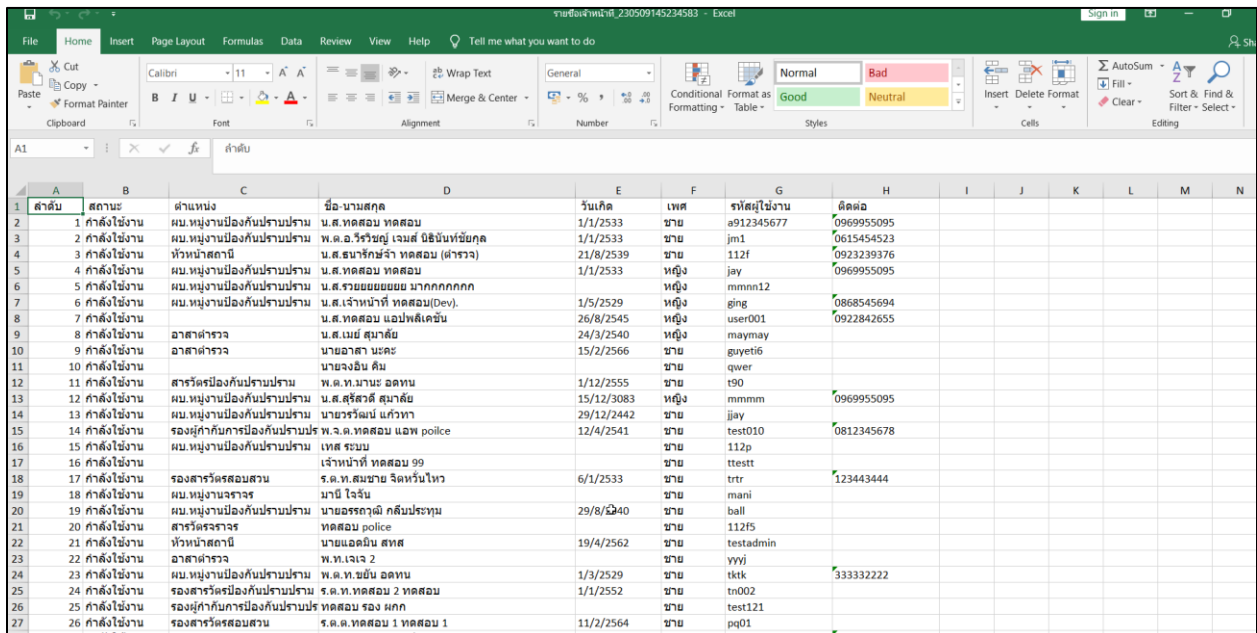 รายชื่อเจ้าหน้าที่_230509145234583 - Excel
Sign in
File Home Insert Page Layout Formulas Data Review View Help Tell me what you want to do
Cut Calibri 11 Wrap Text General Normal Bad AutoSum
Copy Fill
Paste Format Painter Merge & Center Conditional Formatting Format as Table Good Neutral Insert Delete Format Clear Sort & Filter Find & Select
Clipboard Font Alignment Number Styles Cells Editing
A1 fx ลำดับ
A B C D E F G H I J K L M N
1 ลำดับ สถานะ ตำแหน่ง ชื่อ-นามสกุล วันเกิด เพศ รหัสผู้ใช้งาน ติดต่อ
2 1 กำลังใช้งาน ผบ.หมู่งานป้องกันปราบปราม น.ส.ทดสอบ ทดสอบ 1/1/2533 ชาย a912345677 0969955095
3 2 กำลังใช้งาน ผบ.หมู่งานป้องกันปราบปราม พ.ต.อ.วีรวิชญ์ เจมส์ นิธินันท์ชัยกุล 1/1/2533 ชาย jm1 0615454523
4 3 กำลังใช้งาน หัวหน้าสถานี น.ส.ธนารักษ์จ๋า ทดสอบ (ตำรวจ) 21/8/2539 ชาย 112f 0923239376
5 4 กำลังใช้งาน ผบ.หมู่งานป้องกันปราบปราม น.ส.ทดสอบ ทดสอบ 1/1/2533 หญิง jay 0969955095
6 5 กำลังใช้งาน ผบ.หมู่งานป้องกันปราบปราม น.ส.รวยยยยยยยย มากกกกกกก หญิง mmnn12
7 6 กำลังใช้งาน ผบ.หมู่งานป้องกันปราบปราม น.ส.เจ้าหน้าที่ ทดสอบ(Dev). 1/5/2529 หญิง ging 0868545694
8 7 กำลังใช้งาน น.ส.ทดสอบ แอปพลิเคชัน 26/8/2545 หญิง user001 0922842655
9 8 กำลังใช้งาน อาสาตำรวจ น.ส.เมย์ สุมาลัย 24/3/2540 หญิง maymay
10 9 กำลังใช้งาน อาสาตำรวจ นายอาสา นะคะ 15/2/2566 ชาย guyeti6
11 10 กำลังใช้งาน นายจงอิน คิม ชาย qwer
12 11 กำลังใช้งาน สารวัตรป้องกันปราบปราม พ.ต.ท.มานะ อดทน 1/12/2555 ชาย t90
13 12 กำลังใช้งาน ผบ.หมู่งานป้องกันปราบปราม น.ส.สุรัสวดี สุมาลัย 15/12/3083 หญิง mmmm 0969955095
14 13 กำลังใช้งาน ผบ.หมู่งานป้องกันปราบปราม นายวรวัฒน์ แก้วทา 29/12/2442 ชาย jjay
15 14 กำลังใช้งาน รองผู้กำกับการป้องกันปราบปร พ.จ.ต.ทดสอบ แอพ poilce 12/4/2541 ชาย test010 0812345678
16 15 กำลังใช้งาน ผบ.หมู่งานป้องกันปราบปราม เทส ระบบ ชาย 112p
17 16 กำลังใช้งาน เจ้าหน้าที่ ทดสอบ 99 ชาย ttestt
18 17 กำลังใช้งาน รองสารวัตรสอบสวน ร.ต.ท.สมชาย จิตหวั่นไหว 6/1/2533 ชาย trtr 123443444
19 18 กำลังใช้งาน ผบ.หมู่งานจราจร มานี ใจจัน ชาย mani
20 19 กำลังใช้งาน ผบ.หมู่งานป้องกันปราบปราม นายอรรถวุฒิ กลีบประทุม ชาย ball
21 20 กำลังใช้งาน สารวัตรจราจร ทดสอบ police ชาย 112f5
22 21 กำลังใช้งาน หัวหน้าสถานี นายแอดมิน สทส 19/4/2562 ชาย testadmin
23 22 กำลังใช้งาน อาสาตำรวจ พ.ท.เจเจ 2 ชาย yyyj
24 23 กำลังใช้งาน ผบ.หมู่งานป้องกันปราบปราม พ.ต.ท.ขยัน อดทน 1/3/2529 ชาย tktk 333332222
25 24 กำลังใช้งาน รองสารวัตรป้องกันปราบปราม ร.ต.ท.ทดสอบ 2 ทดสอบ 1/1/2552 ชาย tn002
26 25 กำลังใช้งาน รองผู้กำกับการป้องกันปราบปร ทดสอบ รอง ผกก ชาย test121
27 26 กำลังใช้งาน รองสารวัตรสอบสวน ร.ต.ต.ทดสอบ 1 ทดสอบ 1 11/2/2564 ชาย pq01